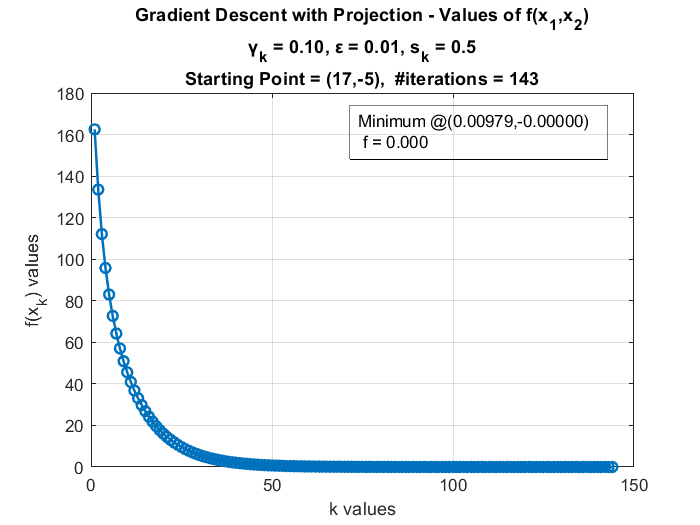 Gradient Descent with Projection - Values of f(x₁,x₂)
γₖ = 0.10, ε = 0.01, sₖ = 0.5
Starting Point = (17,-5),  #iterations = 143
Minimum @(0.00979,-0.00000)
f = 0.000
180
160
140
120
100
80
60
40
20
0
f(xₖ) values
0
50
100
150
k values